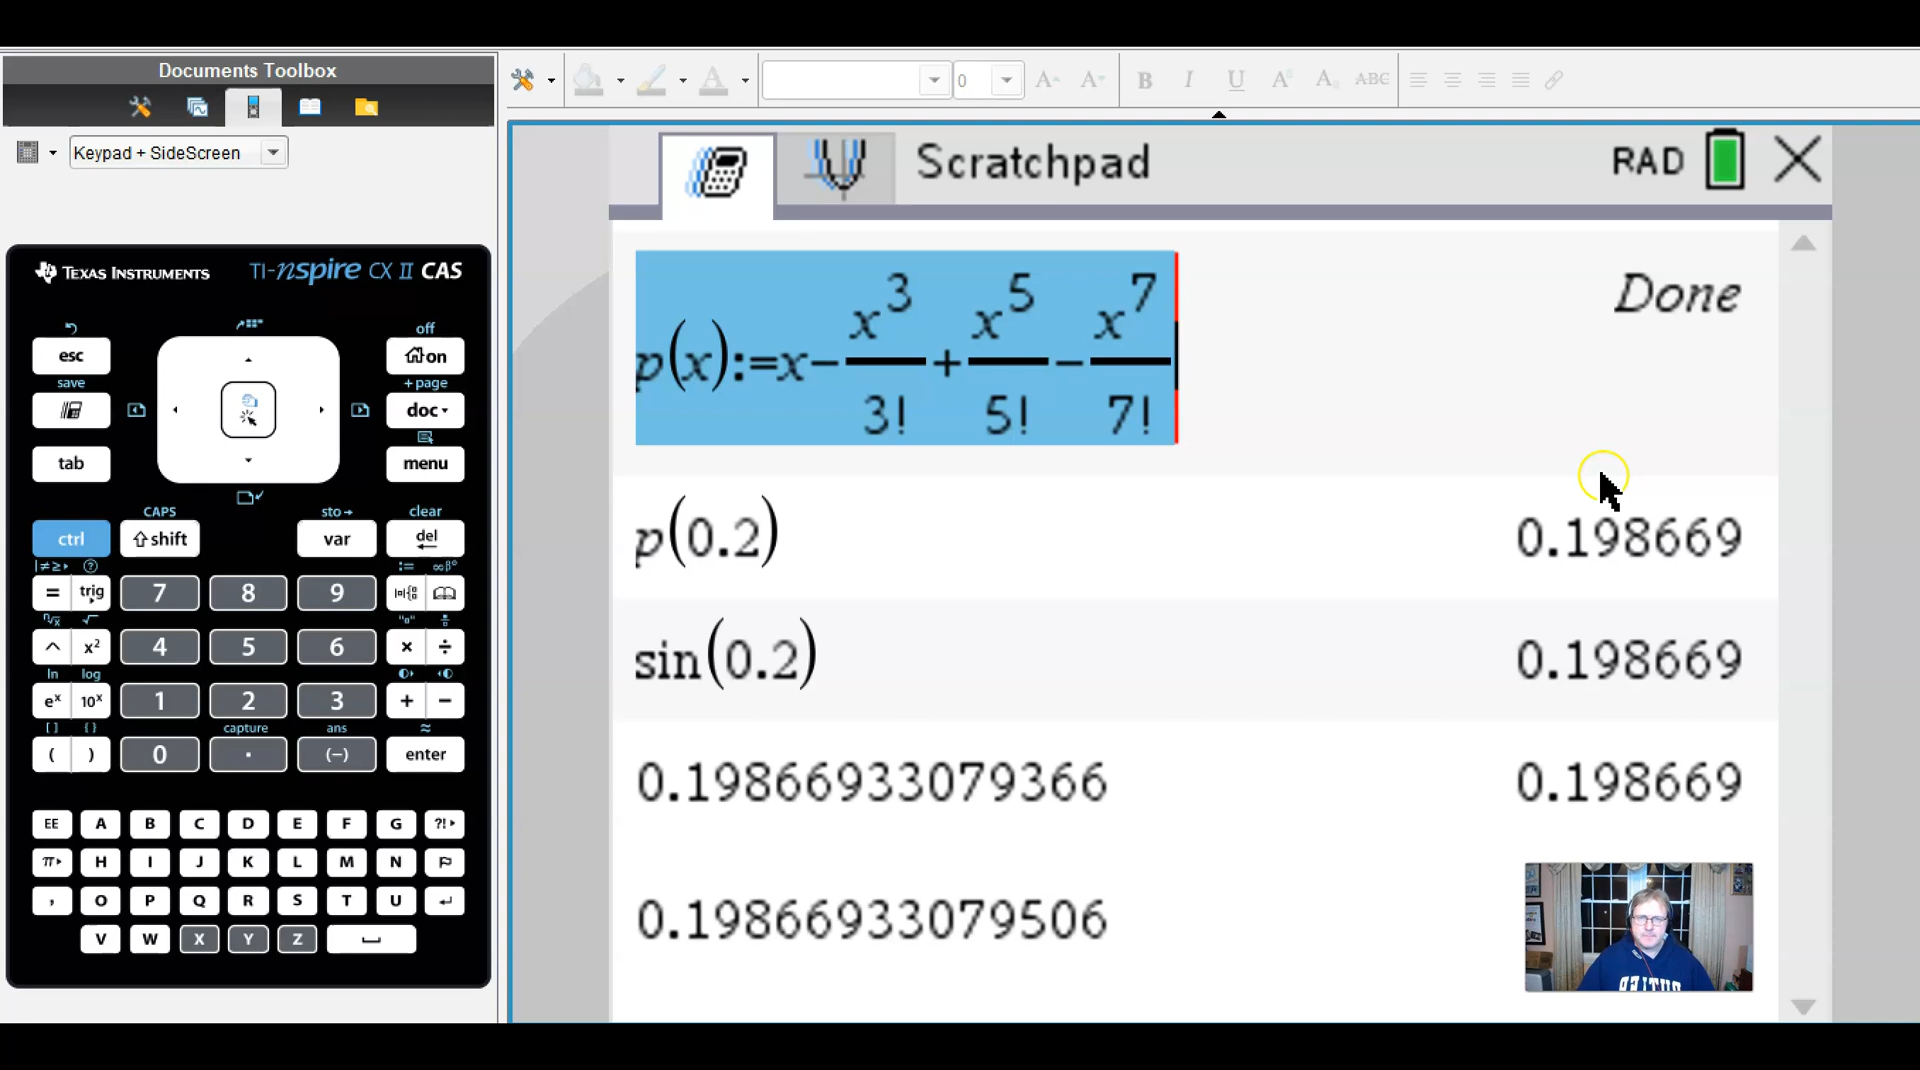 Documents Toolbox
Keypad + SideScreen
0
A
A
A
B
I
U
A
A
ABC
Scratchpad
RAD
p(x):=x-x^3/3!+x^5/5!-x^7/7!
Done
p(0.2)
0.198669
sin(0.2)
0.198669
0.19866933079366
0.198669
0.19866933079506
TEXAS INSTRUMENTS
TI-nspire CX II CAS
off
esc
on
save
+ page
doc
tab
menu
CAPS
sto→
clear
ctrl
shift
var
del
|≠≥▸
?
:=
∞β°
=
trig
7
8
9
|□|{
ⁿ√x
√
"□"
^
x²
4
5
6
×
÷
ln
log
eˣ
10ˣ
1
2
3
+
−
[ ]
{ }
capture
ans
≈
(
)
0
.
(−)
enter
EE
A
B
C
D
E
F
G
?!▸
π▸
H
I
J
K
L
M
N
,
O
P
Q
R
S
T
U
↵
V
W
X
Y
Z